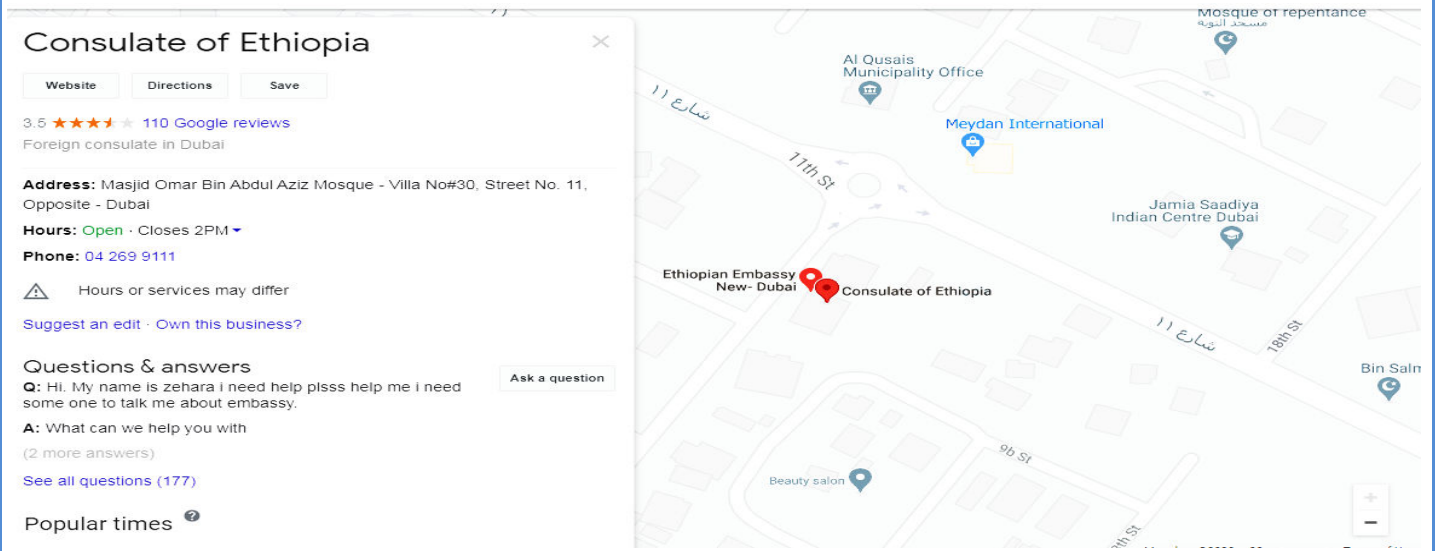 Consulate of Ethiopia
Website
Directions
Save
3.5
110 Google reviews
Foreign consulate in Dubai
Address: Masjid Omar Bin Abdul Aziz Mosque - Villa No#30, Street No. 11,
Opposite - Dubai
Hours: Open · Closes 2PM
Phone: 04 269 9111
Hours or services may differ
Suggest an edit · Own this business?
Questions & answers
Ask a question
Q: Hi. My name is zehara i need help plsss help me i need
some one to talk me about embassy.
A: What can we help you with
(2 more answers)
See all questions (177)
Popular times
Mosque of repentance
مسجد التوبة
Al Qusais
Municipality Office
شارع ١١
Meydan International
11th St
Jamia Saadiya
Indian Centre Dubai
Ethiopian Embassy
New- Dubai
Consulate of Ethiopia
شارع ١١
18th St
Bin Salm
9b St
Beauty salon